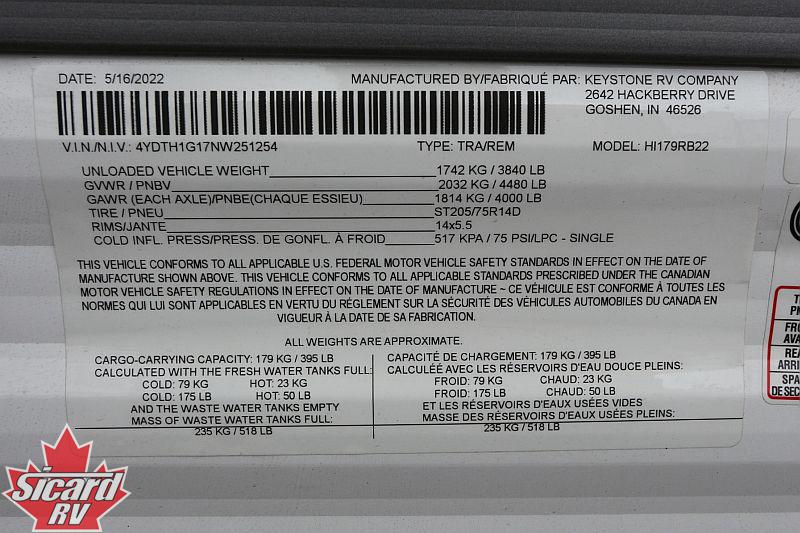 DATE: 5/16/2022 MANUFACTURED BY/FABRIQUÉ PAR: KEYSTONE RV COMPANY
2642 HACKBERRY DRIVE
GOSHEN, IN 46526
V.I.N./N.I.V.: 4YDTH1G17NW251254 TYPE: TRA/REM MODEL: HI179RB22
UNLOADED VEHICLE WEIGHT 1742 KG / 3840 LB
GVWR / PNBV 2032 KG / 4480 LB
GAWR (EACH AXLE)/PNBE(CHAQUE ESSIEU) 1814 KG / 4000 LB
TIRE / PNEU ST205/75R14D
RIMS/JANTE 14x5.5
COLD INFL. PRESS/PRESS. DE GONFL. À FROID 517 KPA / 75 PSI/LPC - SINGLE
THIS VEHICLE CONFORMS TO ALL APPLICABLE U.S. FEDERAL MOTOR VEHICLE SAFETY STANDARDS IN EFFECT ON THE DATE OF
MANUFACTURE SHOWN ABOVE. THIS VEHICLE CONFORMS TO ALL APPLICABLE STANDARDS PRESCRIBED UNDER THE CANADIAN
MOTOR VEHICLE SAFETY REGULATIONS IN EFFECT ON THE DATE OF MANUFACTURE ~ CE VÉHICULE EST CONFORME À TOUTES LES
NORMES QUI LUI SONT APPLICABLES EN VERTU DU RÉGLEMENT SUR LA SÉCURITÉ DES VÉHICULES AUTOMOBILES DU CANADA EN
VIGUEUR À LA DATE DE SA FABRICATION.
ALL WEIGHTS ARE APPROXIMATE.
CARGO-CARRYING CAPACITY: 179 KG / 395 LB
CALCULATED WITH THE FRESH WATER TANKS FULL:
COLD: 79 KG HOT: 23 KG
COLD: 175 LB HOT: 50 LB
AND THE WASTE WATER TANKS EMPTY
MASS OF WASTE WATER TANKS FULL:
235 KG / 518 LB
CAPACITÉ DE CHARGEMENT: 179 KG / 395 LB
CALCULÉE AVEC LES RÉSERVOIRS D'EAU DOUCE PLEINS:
FROID: 79 KG CHAUD: 23 KG
FROID: 175 LB CHAUD: 50 LB
ET LES RÉSERVOIRS D'EAUX USÉES VIDES
MASSE DES RÉSERVOIRS D'EAUX USÉES PLEINS:
235 KG / 518 LB
Sicard
RV